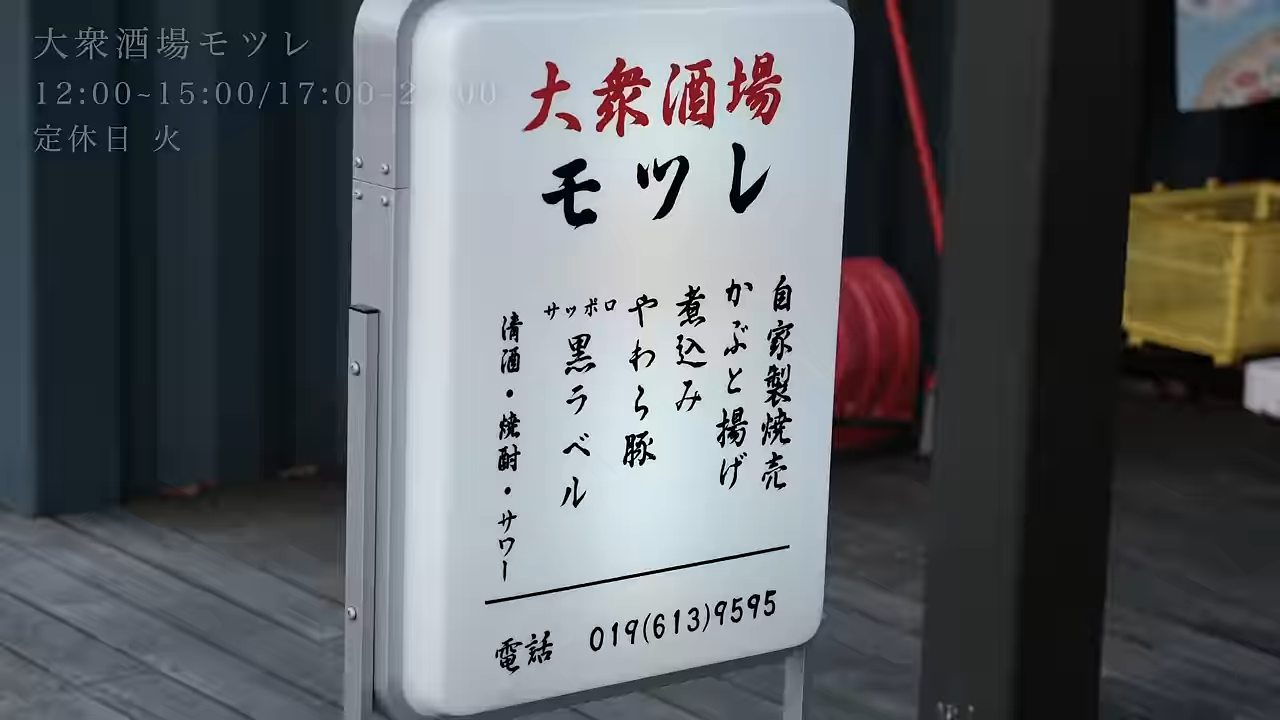 大衆酒場モツレ
12:00~15:00/17:00-2
定休日 火
大衆酒場
モツレ
自家製焼売
かぶと揚げ
煮込み
やわら豚
サッポロ
黒ラベル
清酒・焼酎・サワー
電話 019(613)9595